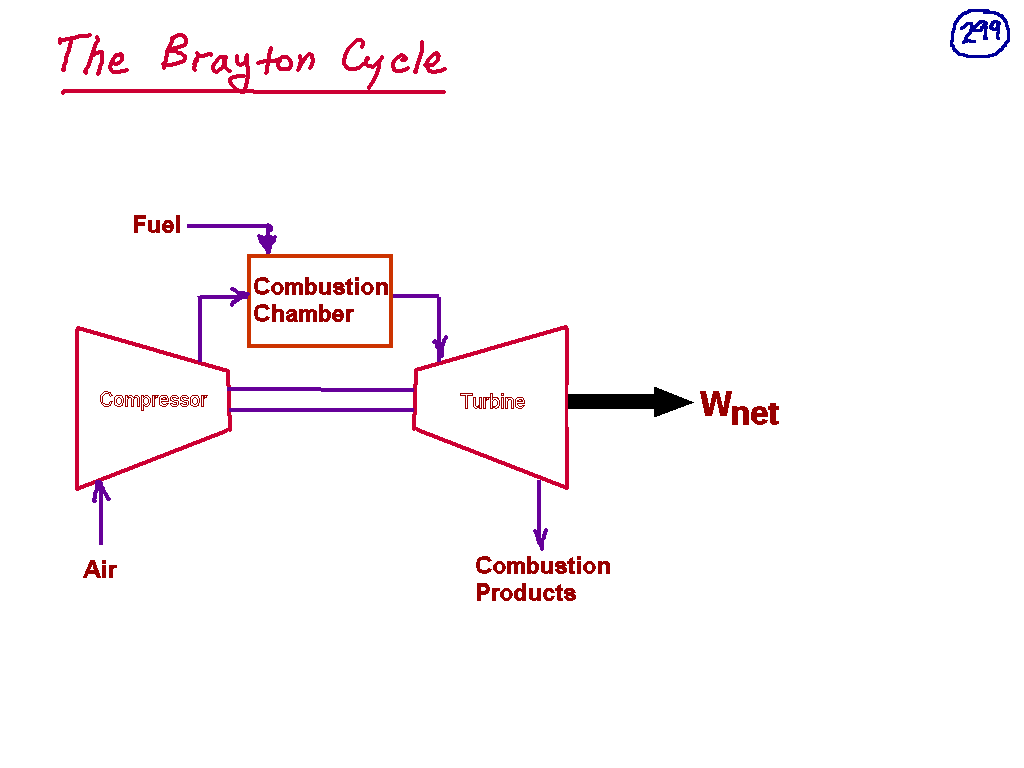 The Brayton Cycle
299
Fuel
Combustion
Chamber
Compressor
Turbine
Wnet
Air
Combustion
Products